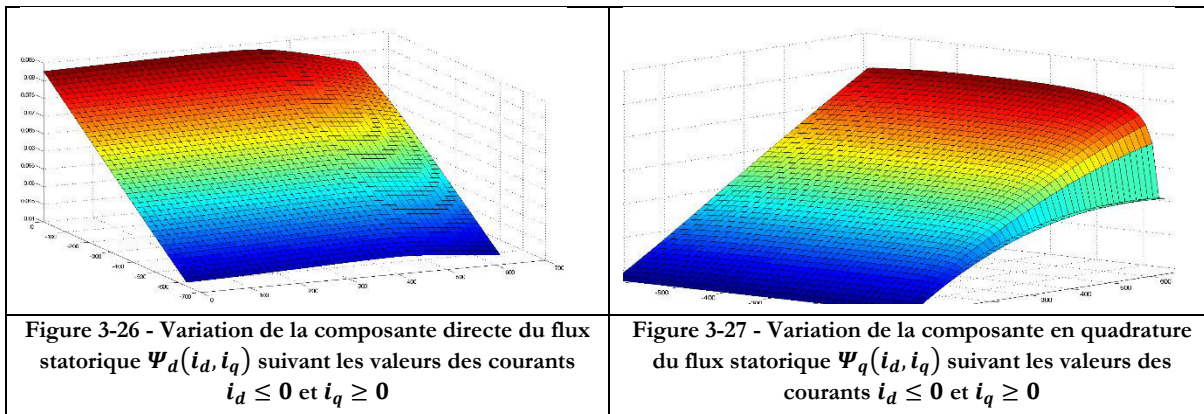 Figure 3-26 - Variation de la composante directe du flux
statorique Ψd(id, iq) suivant les valeurs des courants
id ≤ 0 et iq ≥ 0
Figure 3-27 - Variation de la composante en quadrature
du flux statorique Ψq(id, iq) suivant les valeurs des
courants id ≤ 0 et iq ≥ 0